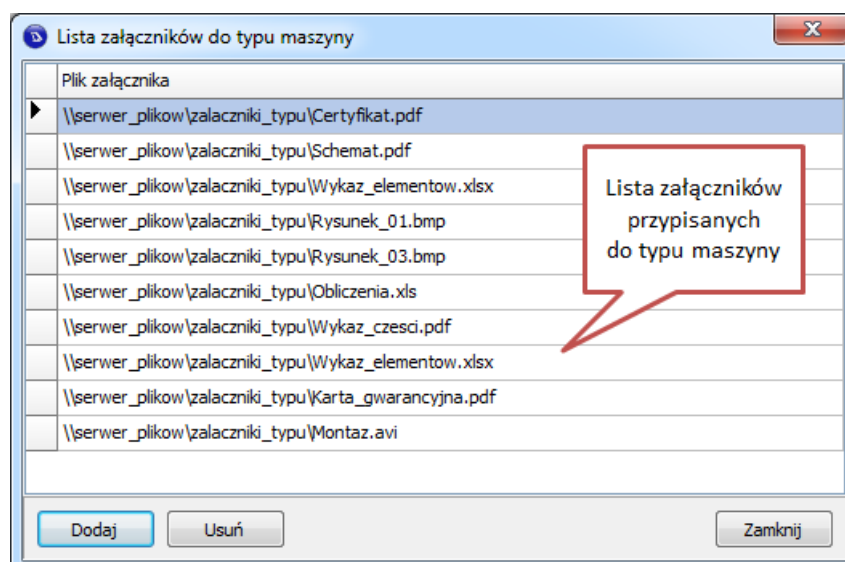 Lista załączników do typu maszyny
Plik załącznika
\\serwer_plikow\zalaczniki_typu\Certyfikat.pdf
\\serwer_plikow\zalaczniki_typu\Schemat.pdf
\\serwer_plikow\zalaczniki_typu\Wykaz_elementow.xlsx
\\serwer_plikow\zalaczniki_typu\Rysunek_01.bmp
\\serwer_plikow\zalaczniki_typu\Rysunek_03.bmp
\\serwer_plikow\zalaczniki_typu\Obliczenia.xls
\\serwer_plikow\zalaczniki_typu\Wykaz_czesci.pdf
\\serwer_plikow\zalaczniki_typu\Wykaz_elementow.xlsx
\\serwer_plikow\zalaczniki_typu\Karta_gwarancyjna.pdf
\\serwer_plikow\zalaczniki_typu\Montaz.avi
Lista załączników
przypisanych
do typu maszyny
Dodaj Usuń Zamknij